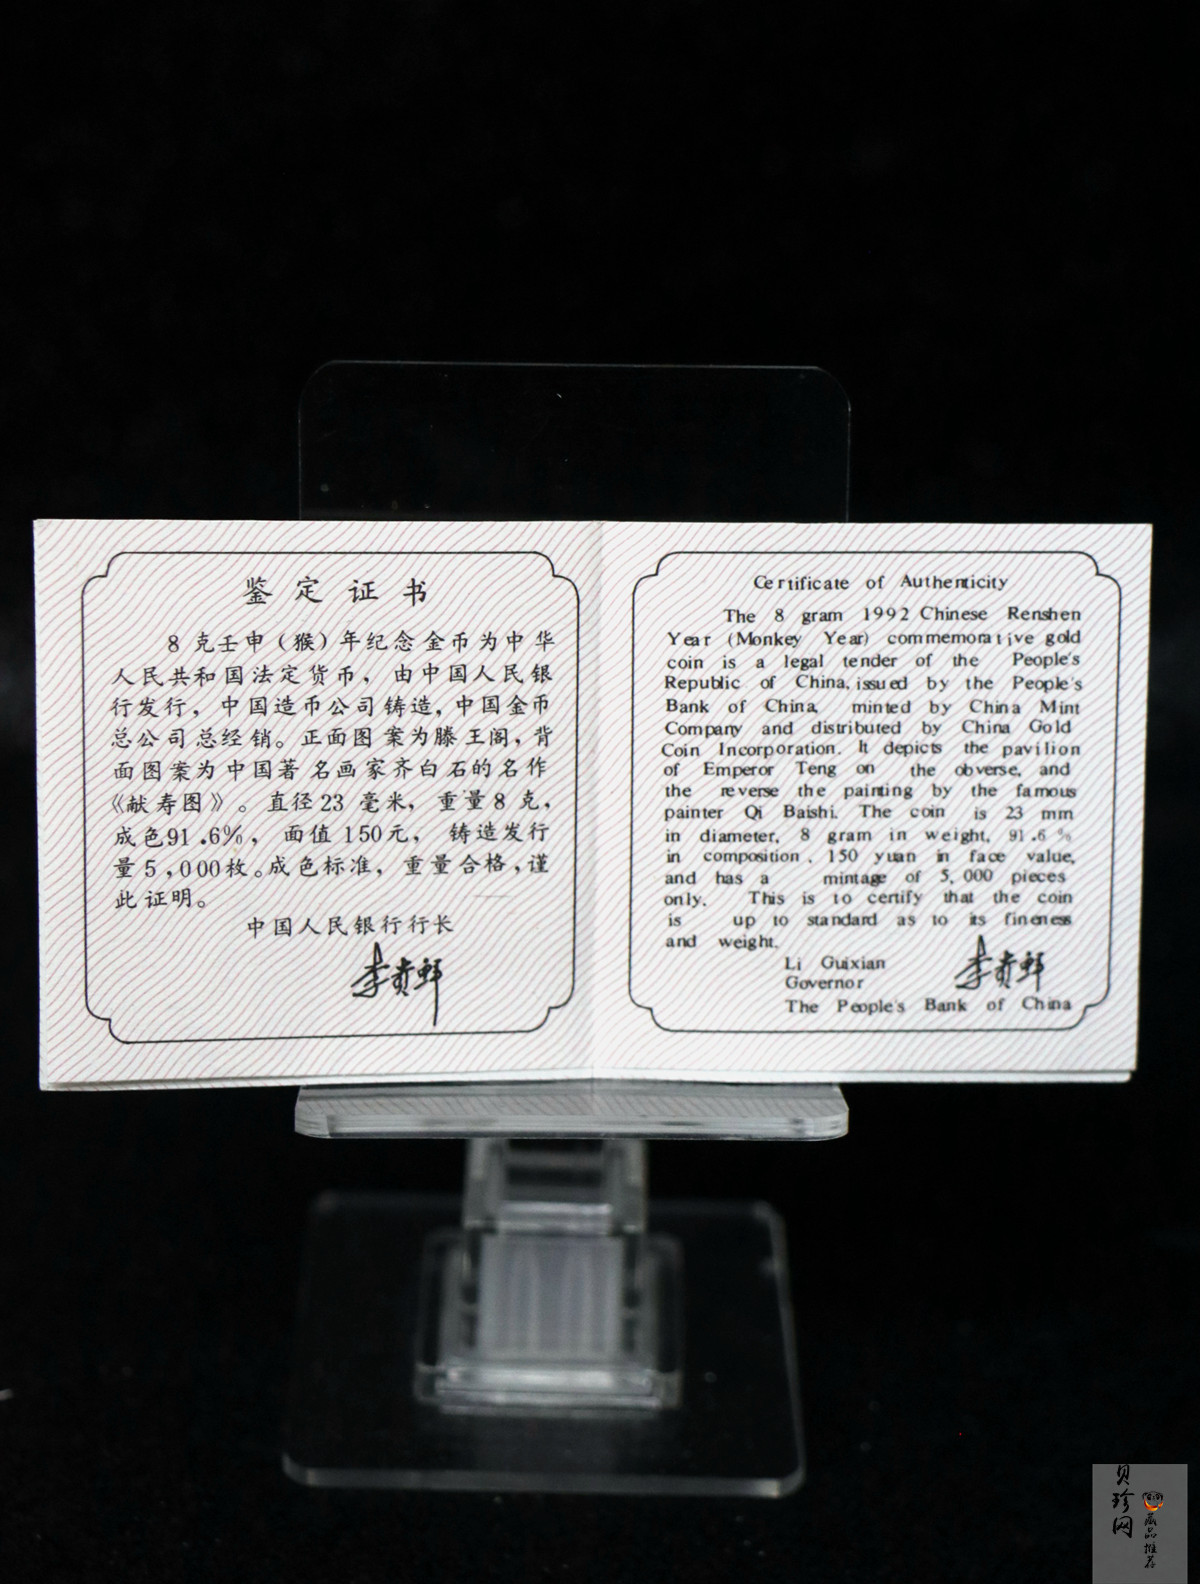 鉴定证书
8克壬申（猴）年纪念金币为中华
人民共和国法定货币，由中国人民银
行发行，中国造币公司铸造，中国金币
总公司总经销。正面图案为滕王阁，背
面图案为中国著名画家齐白石的名作
《献寿图》。直径23毫米，重量8克，
成色91.6%，面值150元，铸造发行
量5,000枚。成色标准，重量合格，谨
此证明。
中国人民银行行长
李贵鲜
Certificate of Authenticity
The 8 gram 1992 Chinese Renshen
Year (Monkey Year) commemorative gold
coin is a legal tender of the People's
Republic of China, issued by the People's
Bank of China, minted by China Mint
Company and distributed by China Gold
Coin Incorporation. It depicts the pavilion
of Emperor Teng on the obverse, and
the reverse the painting by the famous
painter Qi Baishi. The coin is 23 mm
in diameter, 8 gram in weight, 91.6 %
in composition, 150 yuan in face value,
and has a mintage of 5,000 pieces
only. This is to certify that the coin
is up to standard as to its fineness
and weight.
Li Guixian
李贵鲜
Governor
The People's Bank of China
贝珍网
藏品推荐